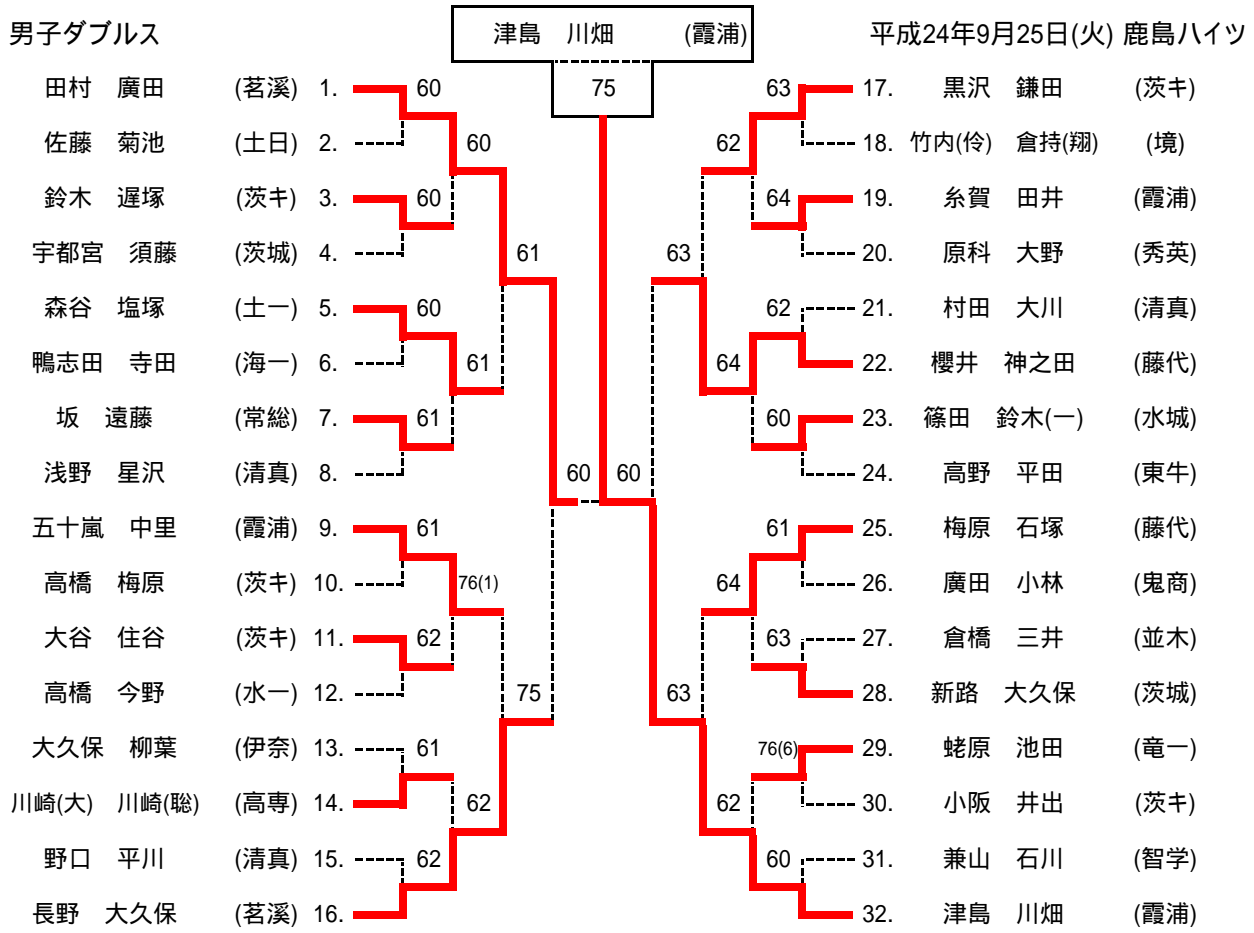 男子ダブルス
津島 川畑 (霞浦)
平成24年9月25日(火) 鹿島ハイツ
75
田村 廣田 (茗溪) 1. 60
63 17. 黒沢 鎌田 (茨キ)
佐藤 菊池 (土日) 2. 60
62 18. 竹内(伶) 倉持(翔) (境)
鈴木 遅塚 (茨キ) 3. 60
64 19. 糸賀 田井 (霞浦)
宇都宮 須藤 (茨城) 4. 61
63 20. 原科 大野 (秀英)
森谷 塩塚 (土一) 5. 60
62 21. 村田 大川 (清真)
鴨志田 寺田 (海一) 6. 61
64 22. 櫻井 神之田 (藤代)
坂 遠藤 (常総) 7. 61
60 23. 篠田 鈴木(一) (水城)
浅野 星沢 (清真) 8. 60
60 24. 高野 平田 (東牛)
五十嵐 中里 (霞浦) 9. 61
61 25. 梅原 石塚 (藤代)
高橋 梅原 (茨キ) 10. 76(1)
64 26. 廣田 小林 (鬼商)
大谷 住谷 (茨キ) 11. 62
63 27. 倉橋 三井 (並木)
高橋 今野 (水一) 12. 75
63 28. 新路 大久保 (茨城)
大久保 柳葉 (伊奈) 13. 61
76(6) 29. 蛯原 池田 (竜一)
川崎(大) 川崎(聡) (高専) 14. 62
62 30. 小阪 井出 (茨キ)
野口 平川 (清真) 15. 62
60 31. 兼山 石川 (智学)
長野 大久保 (茗溪) 16.
32. 津島 川畑 (霞浦)